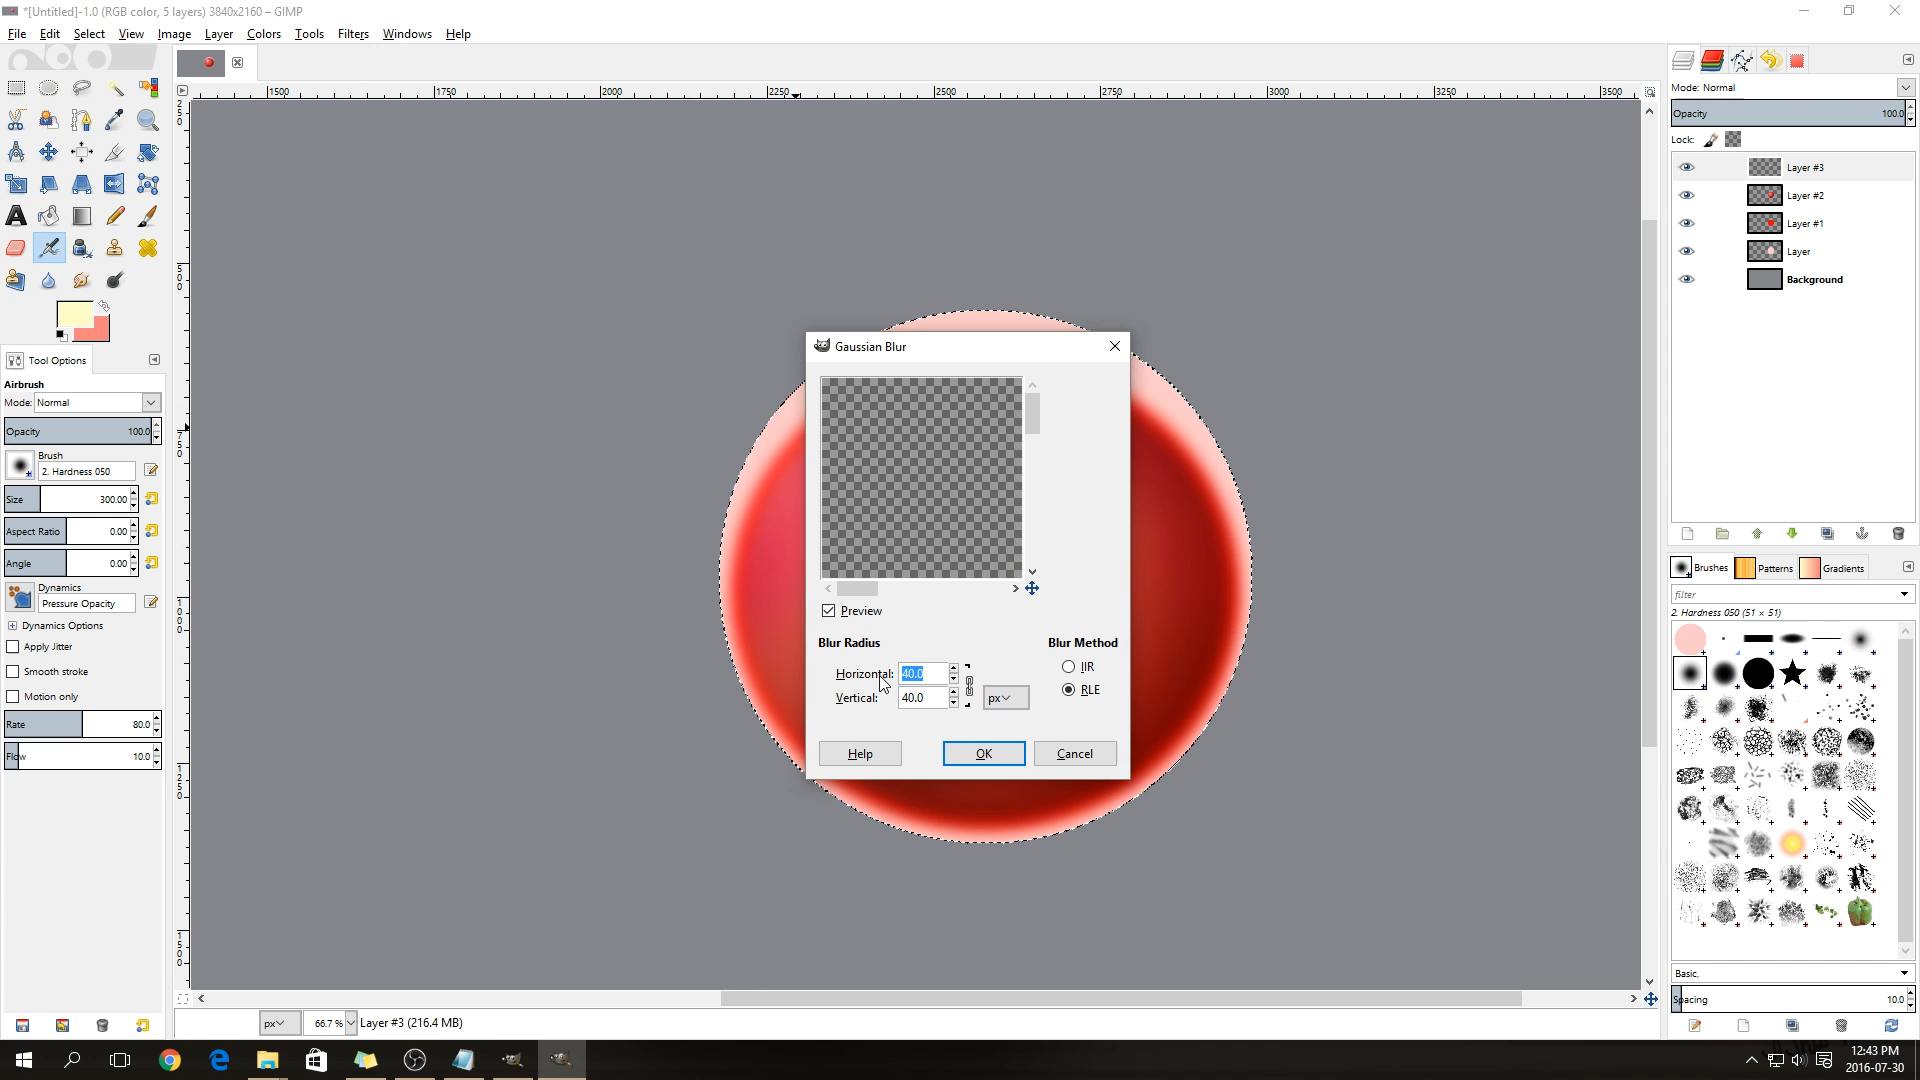 *[Untitled]-1.0 (RGB color, 5 layers) 3840x2160 – GIMP
File Edit Select View Image Layer Colors Tools Filters Windows Help
1500 1750 2000 2250 2500 2750 3000 3250 3500
250
500
750
1000
1250
1500
Tool Options
Airbrush
Mode: Normal
Opacity 100.0
Brush
2. Hardness 050
Size 300.00
Aspect Ratio 0.00
Angle 0.00
Dynamics
Pressure Opacity
Dynamics Options
Apply Jitter
Smooth stroke
Motion only
Rate 80.0
Flow 10.0
Gaussian Blur
Preview
Blur Radius
Horizontal: 40.0
Vertical: 40.0
px
Blur Method
IIR
RLE
Help OK Cancel
px 66.7 % Layer #3 (216.4 MB)
Mode: Normal
Opacity 100.0
Lock:
Layer #3
Layer #2
Layer #1
Layer
Background
Brushes Patterns Gradients
filter
2. Hardness 050 (51 × 51)
Basic,
Spacing 10.0
12:43 PM
2016-07-30